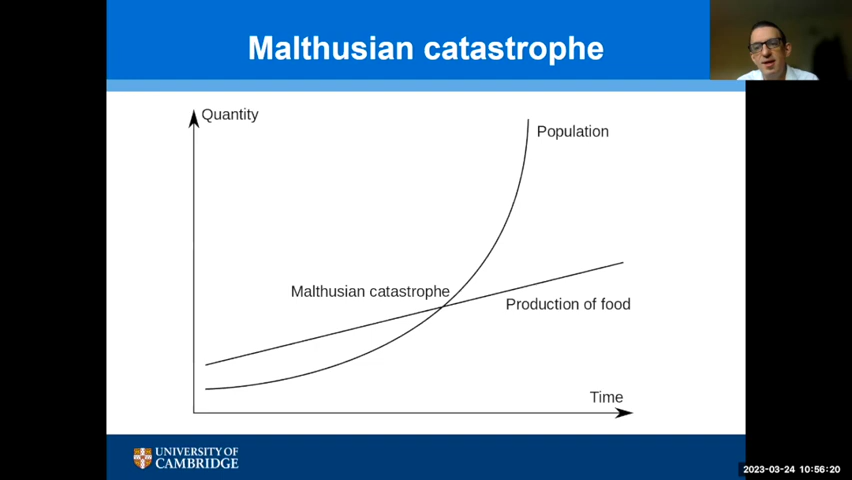 Malthusian catastrophe
Quantity
Population
Malthusian catastrophe
Production of food
Time
UNIVERSITY OF
CAMBRIDGE
2023-03-24 10:56:20